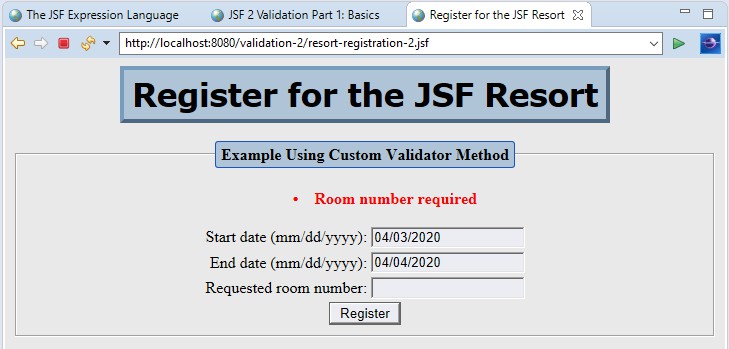 The JSF Expression Language
JSF 2 Validation Part 1: Basics
Register for the JSF Resort
http://localhost:8080/validation-2/resort-registration-2.jsf
Register for the JSF Resort
Example Using Custom Validator Method
• Room number required
Start date (mm/dd/yyyy): 04/03/2020
End date (mm/dd/yyyy): 04/04/2020
Requested room number:
Register